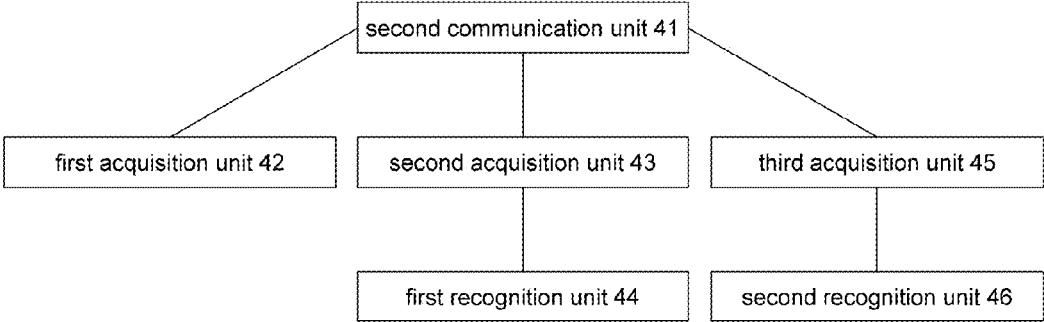 second communication unit 41
first acquisition unit 42
second acquisition unit 43
third acquisition unit 45
first recognition unit 44
second recognition unit 46